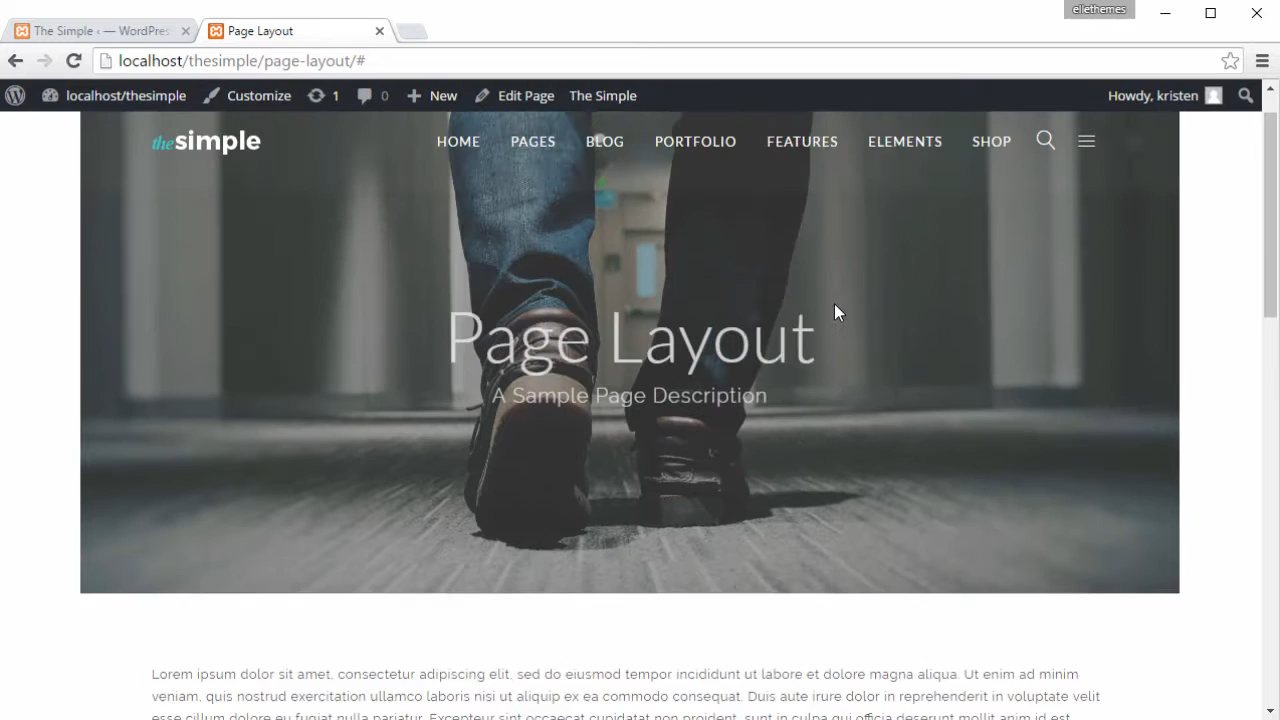 ellethemes
The Simple ‹ — WordPres
Page Layout
localhost/thesimple/page-layout/#
localhost/thesimple
Customize
1
0
New
Edit Page
The Simple
Howdy, kristen
thesimple
HOME
PAGES
BLOG
PORTFOLIO
FEATURES
ELEMENTS
SHOP
Page Layout
A Sample Page Description
Lorem ipsum dolor sit amet, consectetur adipiscing elit, sed do eiusmod tempor incididunt ut labore et dolore magna aliqua. Ut enim ad minim
veniam, quis nostrud exercitation ullamco laboris nisi ut aliquip ex ea commodo consequat. Duis aute irure dolor in reprehenderit in voluptate velit
esse cillum dolore eu fugiat nulla pariatur. Excepteur sint occaecat cupidatat non proident, sunt in culpa qui officia deserunt mollit anim id est